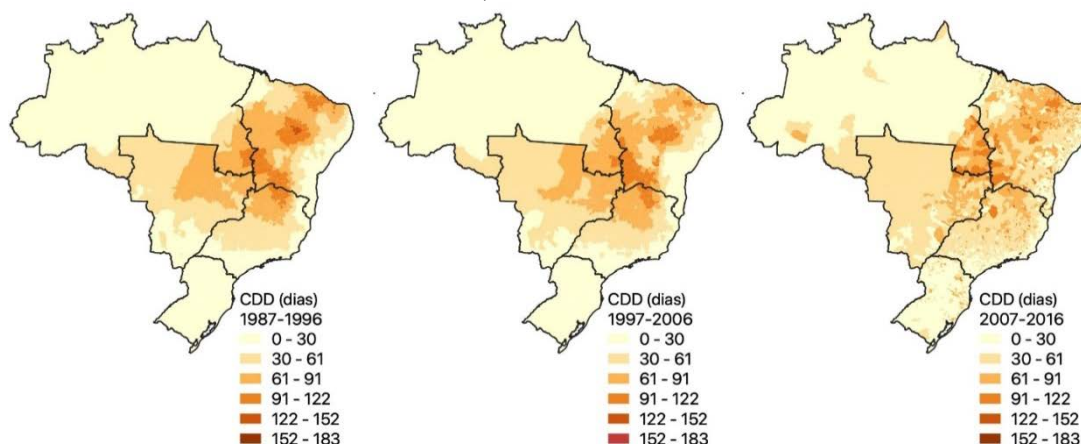 CDD (dias)
1987-1996
0 - 30
30 - 61
61 - 91
91 - 122
122 - 152
152 - 183
CDD (dias)
1997-2006
0 - 30
30 - 61
61 - 91
91 - 122
122 - 152
152 - 183
CDD (dias)
2007-2016
0 - 30
30 - 61
61 - 91
91 - 122
122 - 152
152 - 183